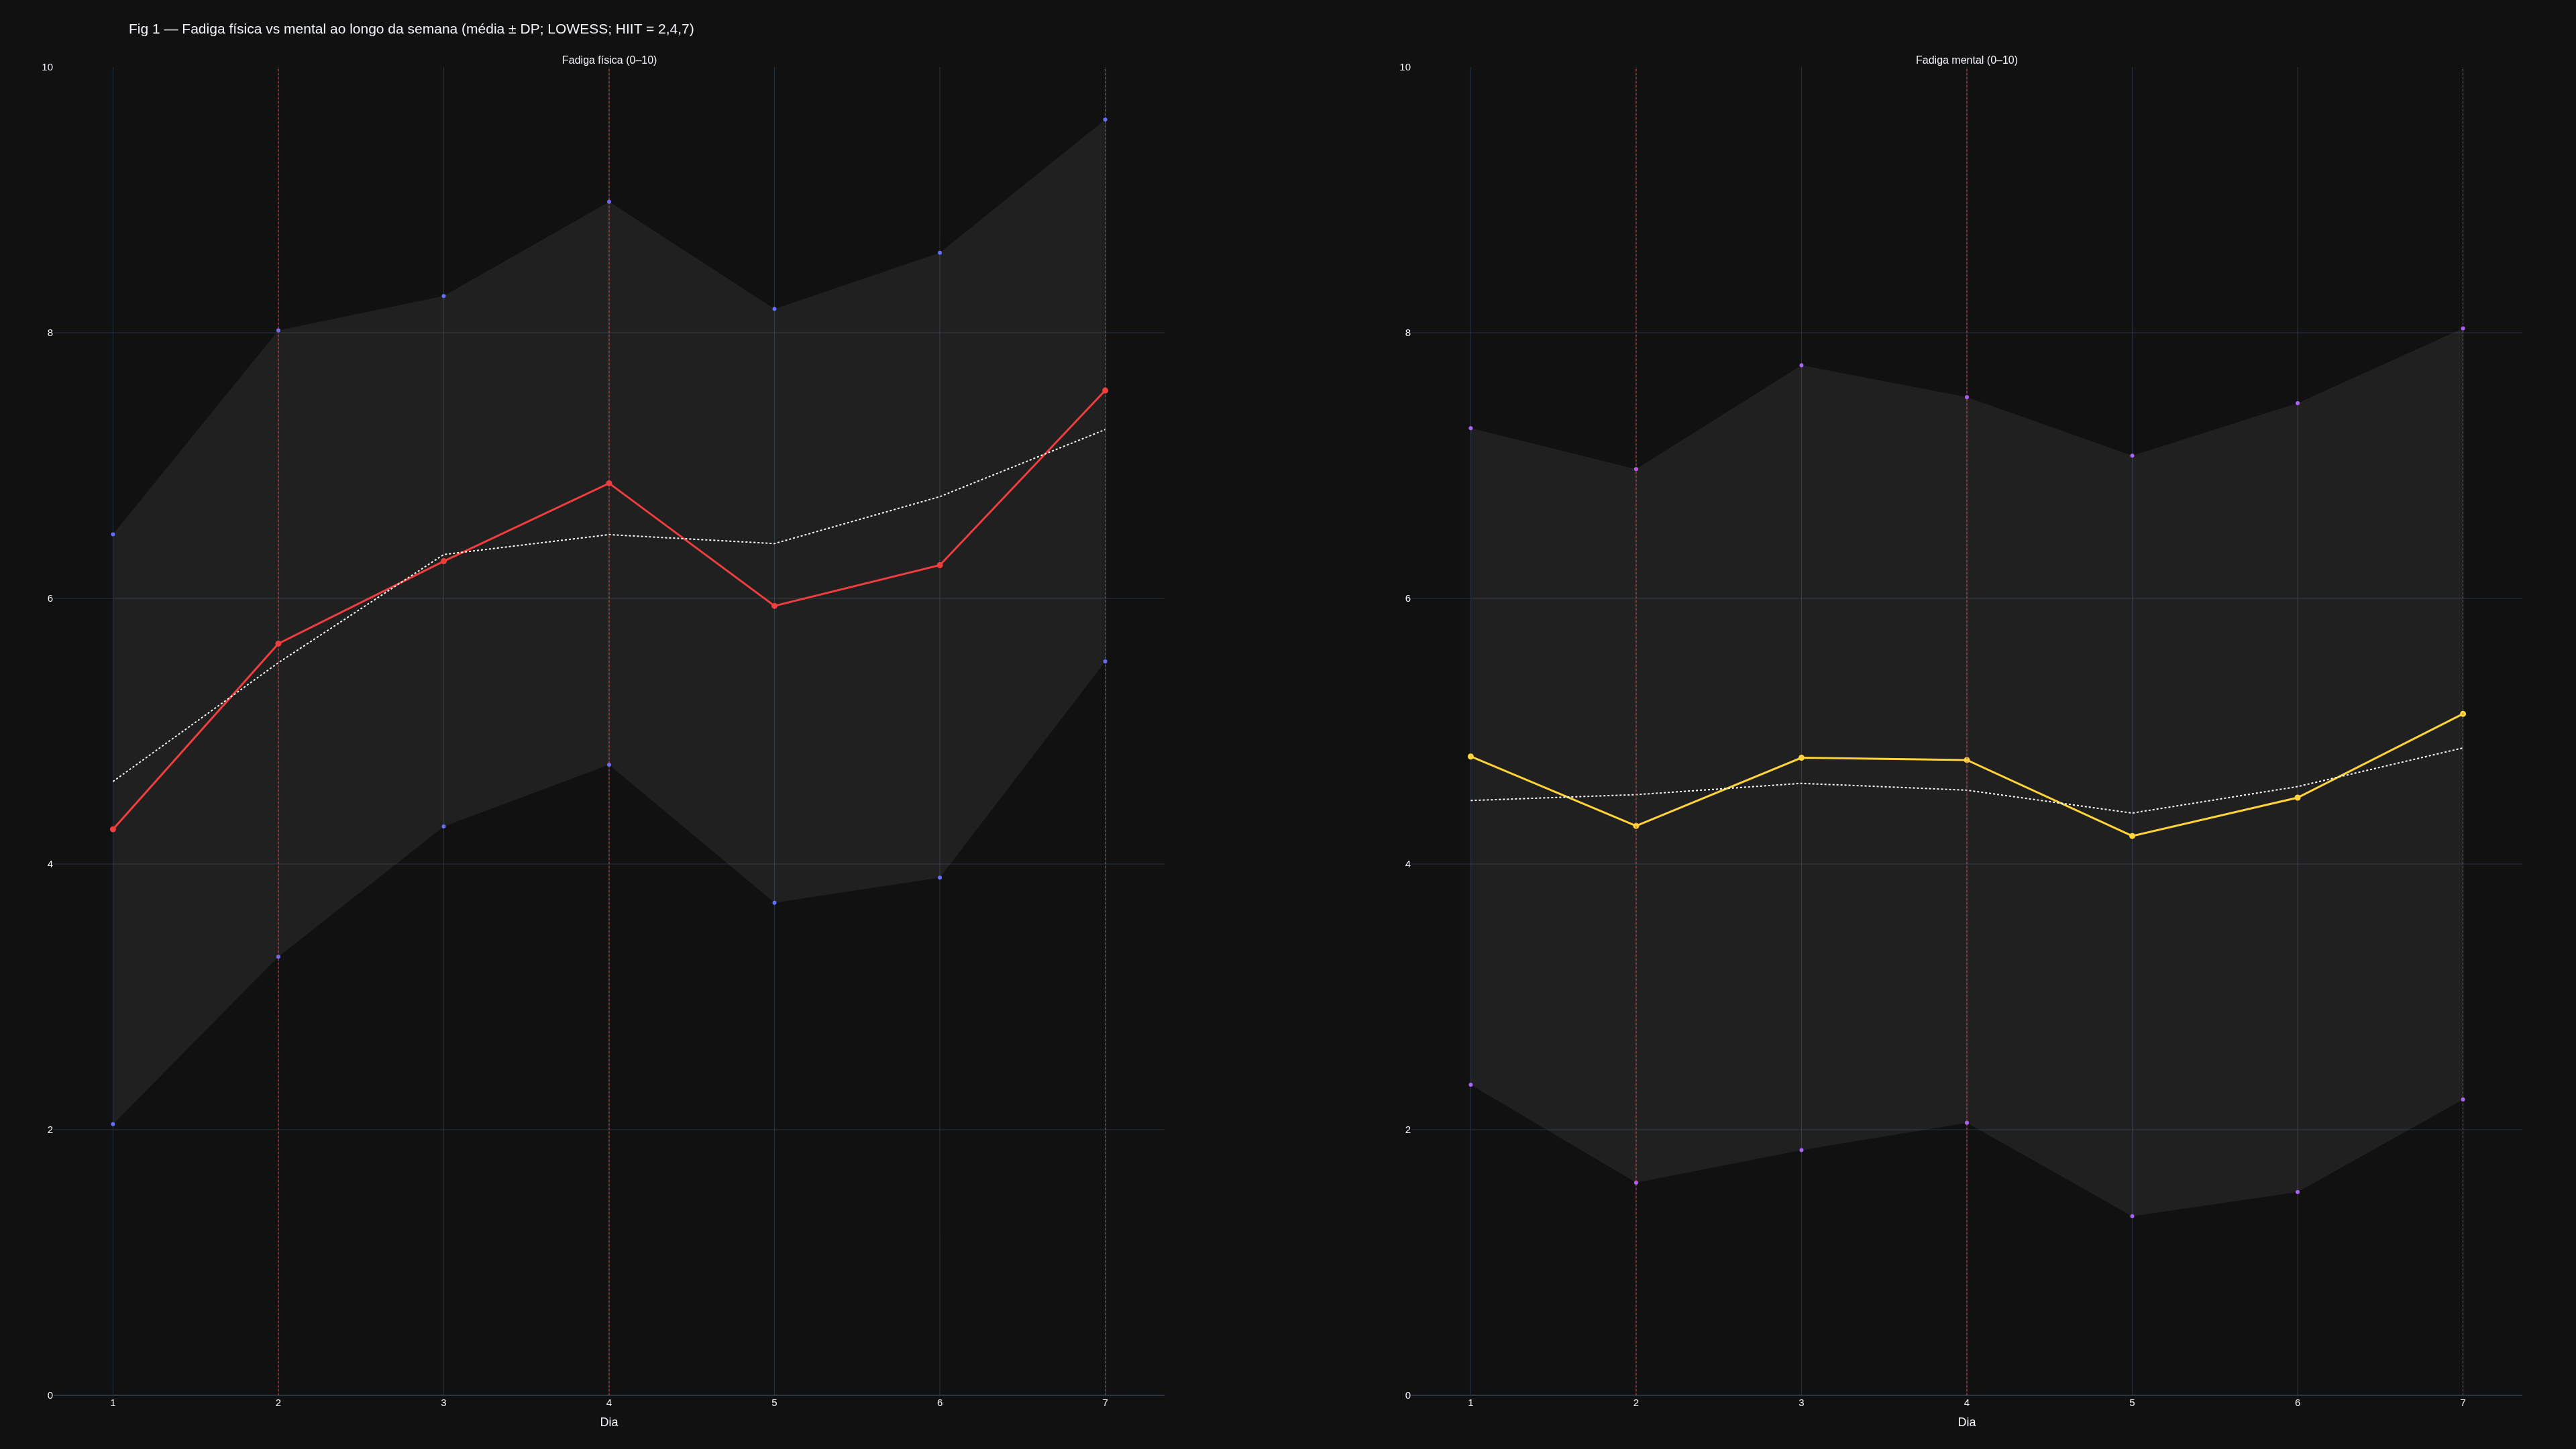 Fig 1 — Fadiga física vs mental ao longo da semana (média ± DP; LOWESS; HIIT = 2,4,7)
Fadiga física (0–10)
10
8
6
4
2
0
1 2 3 4 5 6 7
Dia
Fadiga mental (0–10)
10
8
6
4
2
0
1 2 3 4 5 6 7
Dia